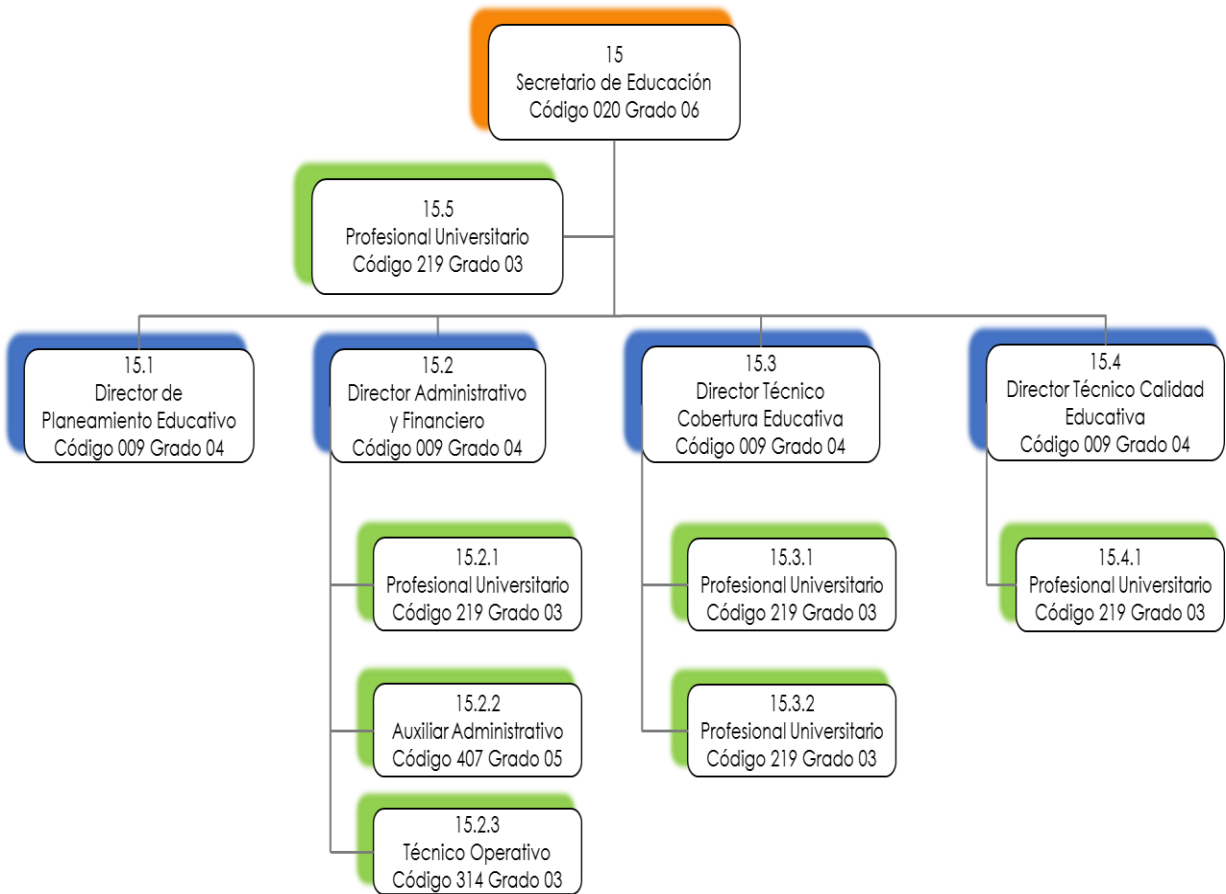 15
Secretario de Educación
Código 020 Grado 06
15.5
Profesional Universitario
Código 219 Grado 03
15.1
Director de
Planeamiento Educativo
Código 009 Grado 04
15.2
Director Administrativo
y Financiero
Código 009 Grado 04
15.3
Director Técnico
Cobertura Educativa
Código 009 Grado 04
15.4
Director Técnico Calidad
Educativa
Código 009 Grado 04
15.2.1
Profesional Universitario
Código 219 Grado 03
15.3.1
Profesional Universitario
Código 219 Grado 03
15.4.1
Profesional Universitario
Código 219 Grado 03
15.2.2
Auxiliar Administrativo
Código 407 Grado 05
15.3.2
Profesional Universitario
Código 219 Grado 03
15.2.3
Técnico Operativo
Código 314 Grado 03